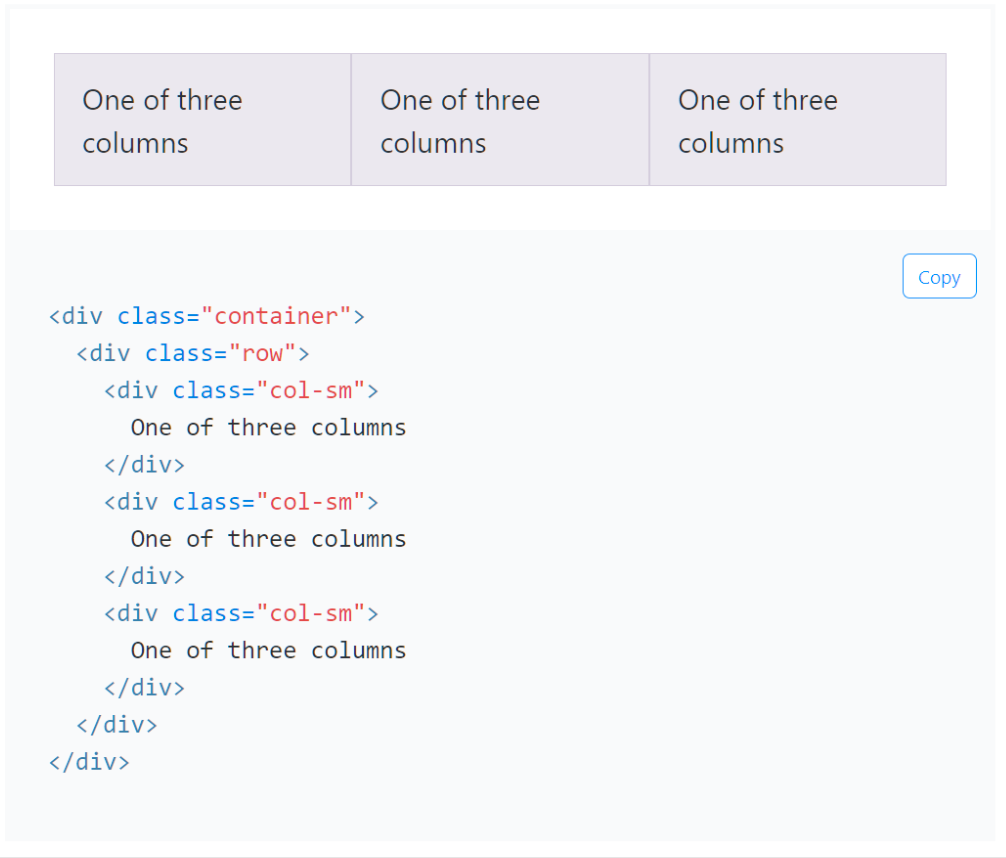 One of three One of three One of three
columns columns columns
Copy
<div class="container">
  <div class="row">
    <div class="col-sm">
      One of three columns
    </div>
    <div class="col-sm">
      One of three columns
    </div>
    <div class="col-sm">
      One of three columns
    </div>
  </div>
</div>